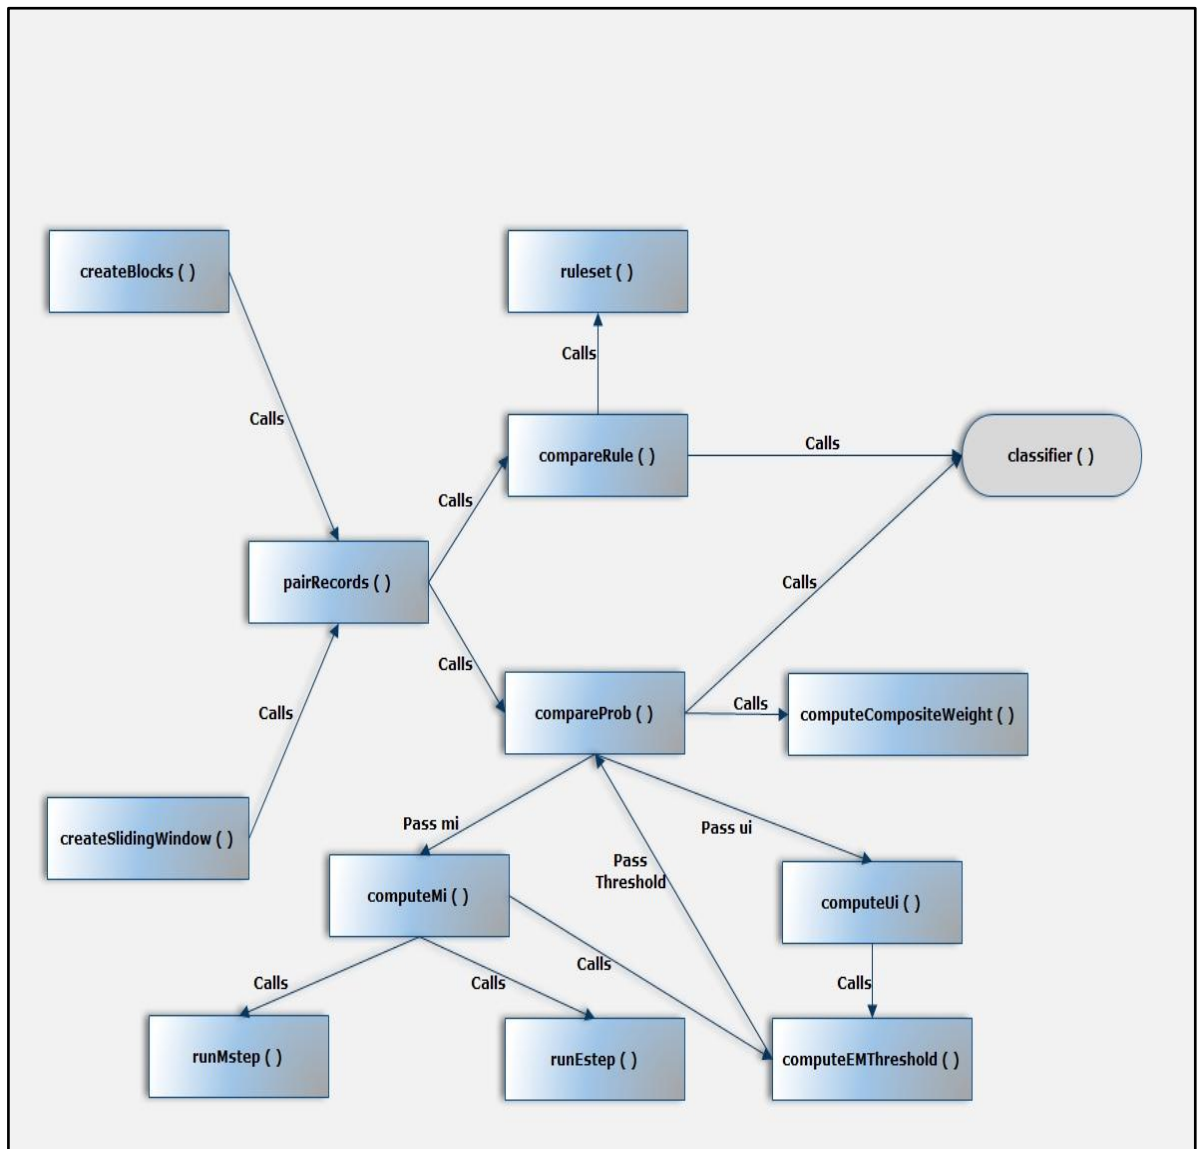 createBlocks ( )
ruleset ( )
Calls
Calls
compareRule ( )
Calls
classifier ( )
Calls
pairRecords ( )
Calls
Calls
Calls
compareProb ( )
Calls
computeCompositeWeight ( )
createSlidingWindow ( )
Pass mi
Pass ui
Pass
Threshold
computeMi ( )
computeUi ( )
Calls
Calls
Calls
Calls
runMstep ( )
runEstep ( )
computeEMThreshold ( )